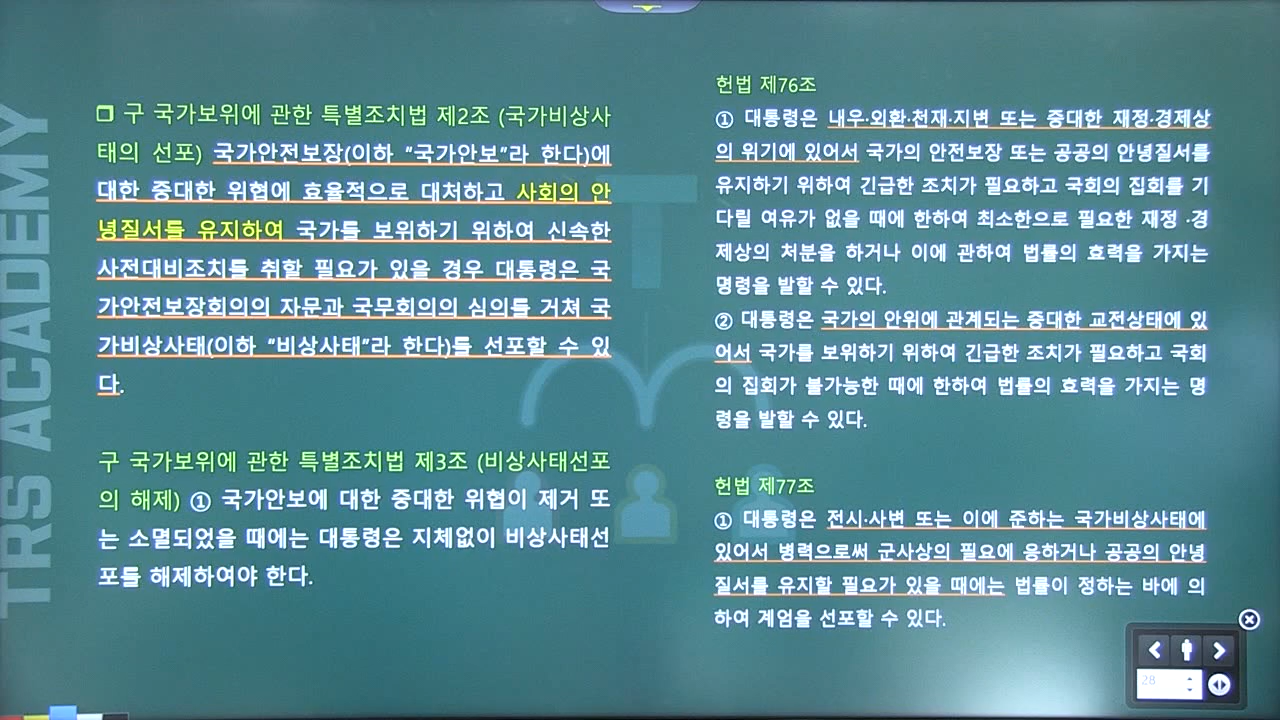 TRS ACADEMY
❒ 구 국가보위에 관한 특별조치법 제2조 (국가비상사
태의 선포) 국가안전보장(이하 "국가안보"라 한다)에
대한 중대한 위협에 효율적으로 대처하고 사회의 안
녕질서를 유지하여 국가를 보위하기 위하여 신속한
사전대비조치를 취할 필요가 있을 경우 대통령은 국
가안전보장회의의 자문과 국무회의의 심의를 거쳐 국
가비상사태(이하 "비상사태"라 한다)를 선포할 수 있
다.
구 국가보위에 관한 특별조치법 제3조 (비상사태선포
의 해제) ① 국가안보에 대한 중대한 위협이 제거 또
는 소멸되었을 때에는 대통령은 지체없이 비상사태선
포를 해제하여야 한다.
헌법 제76조
① 대통령은 내우·외환·천재·지변 또는 중대한 재정·경제상
의 위기에 있어서 국가의 안전보장 또는 공공의 안녕질서를
유지하기 위하여 긴급한 조치가 필요하고 국회의 집회를 기
다릴 여유가 없을 때에 한하여 최소한으로 필요한 재정 ·경
제상의 처분을 하거나 이에 관하여 법률의 효력을 가지는
명령을 발할 수 있다.
② 대통령은 국가의 안위에 관계되는 중대한 교전상태에 있
어서 국가를 보위하기 위하여 긴급한 조치가 필요하고 국회
의 집회가 불가능한 때에 한하여 법률의 효력을 가지는 명
령을 발할 수 있다.
헌법 제77조
① 대통령은 전시·사변 또는 이에 준하는 국가비상사태에
있어서 병력으로써 군사상의 필요에 응하거나 공공의 안녕
질서를 유지할 필요가 있을 때에는 법률이 정하는 바에 의
하여 계엄을 선포할 수 있다.
28